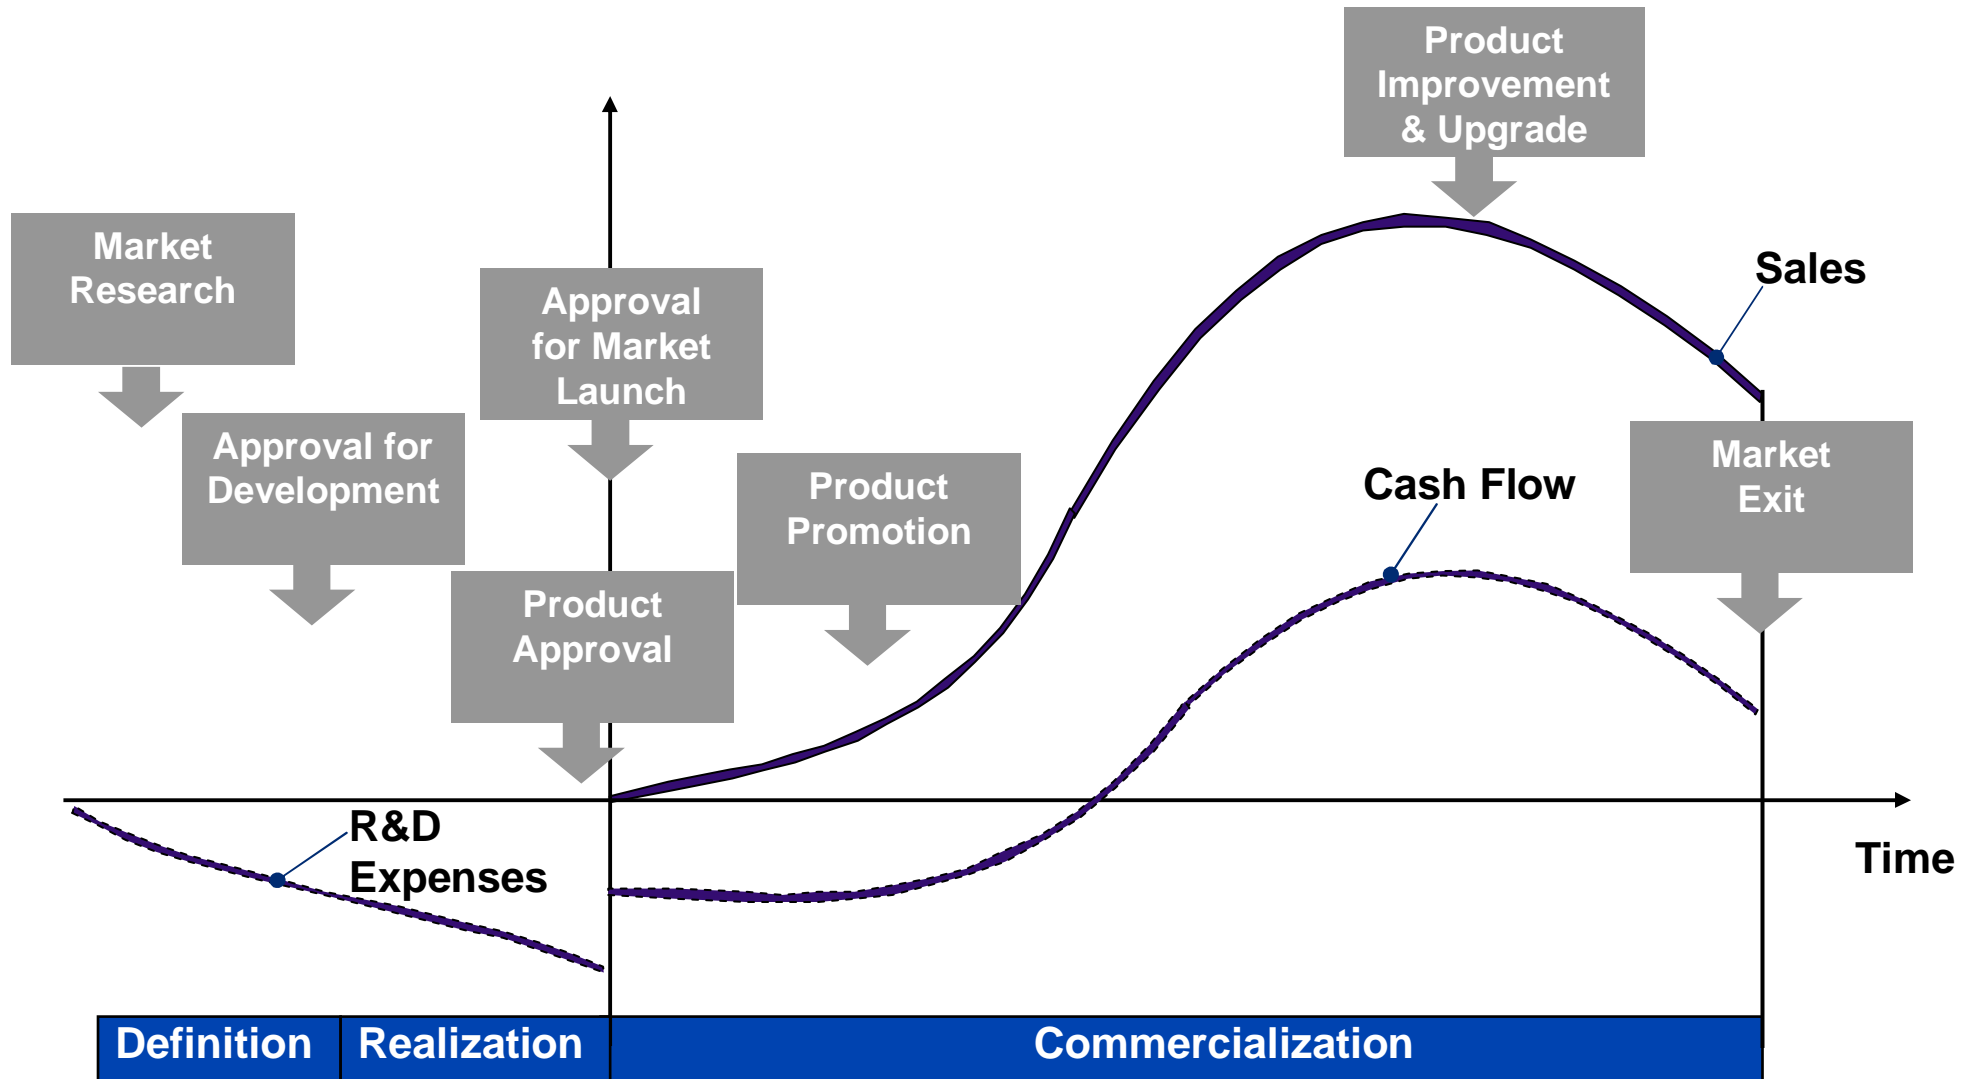 Product
Improvement
& Upgrade
Market
Research
Approval
for Market
Launch
Sales
Approval for
Development
Product
Promotion
Cash Flow
Market
Exit
Product
Approval
R&D
Expenses
Time
Definition
Realization
Commercialization